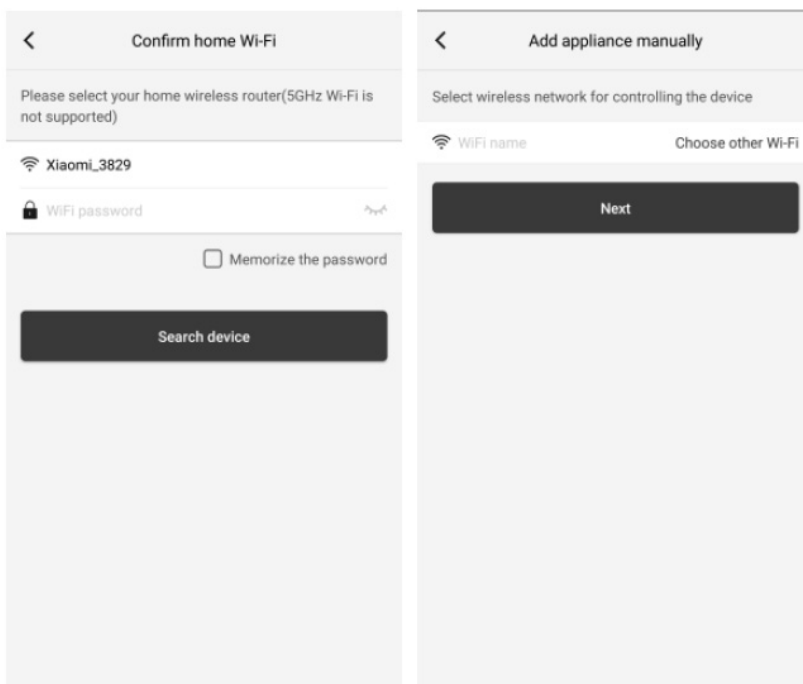 Confirm home Wi-Fi
Please select your home wireless router(5GHz Wi-Fi is
not supported)
Xiaomi_3829
WiFi password
Memorize the password
Search device
Add appliance manually
Select wireless network for controlling the device
WiFi name
Choose other Wi-Fi
Next